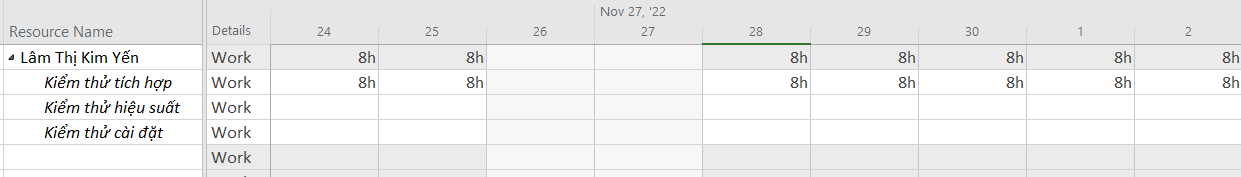 Nov 27, '22
Resource Name Details 24 25 26 27 28 29 30 1 2
Lâm Thị Kim Yến Work 8h 8h 8h 8h 8h 8h 8h
Kiểm thử tích hợp Work 8h 8h 8h 8h 8h 8h 8h
Kiểm thử hiệu suất Work
Kiểm thử cài đặt Work
Work